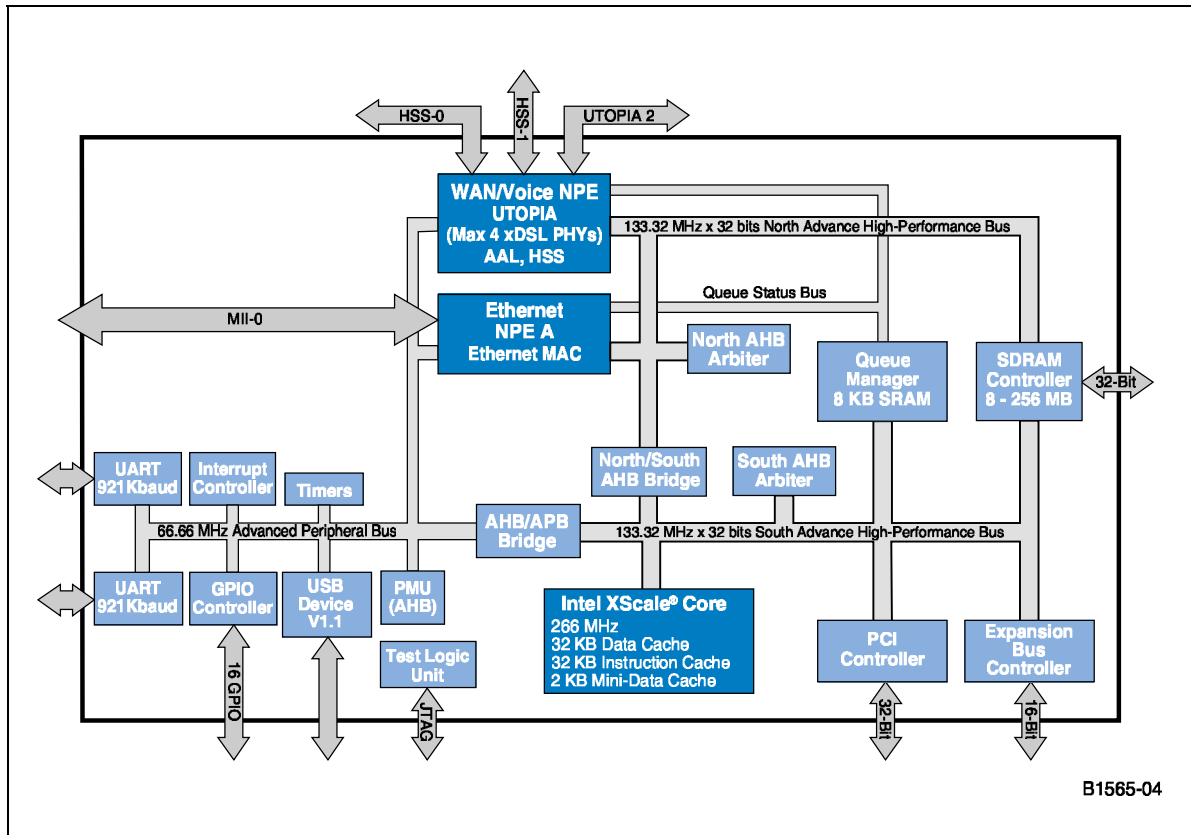 HSS-0
HSS-1
UTOPIA 2
WAN/Voice NPE
UTOPIA
(Max 4 xDSL PHYs)
AAL, HSS
133.32 MHz x 32 bits North Advance High-Performance Bus
Queue Status Bus
MII-0
Ethernet
NPE A
Ethernet MAC
North AHB
Arbiter
Queue
Manager
8 KB SRAM
SDRAM
Controller
8 - 256 MB
32-Bit
UART
921Kbaud
Interrupt
Controller
Timers
North/South
AHB Bridge
South AHB
Arbiter
66.66 MHz Advanced Peripheral Bus
AHB/APB
Bridge
133.32 MHz x 32 bits South Advance High-Performance Bus
UART
921Kbaud
GPIO
Controller
USB
Device
V1.1
PMU
(AHB)
Test Logic
Unit
Intel XScale® Core
266 MHz
32 KB Data Cache
32 KB Instruction Cache
2 KB Mini-Data Cache
PCI
Controller
Expansion
Bus
Controller
16 GPIO
JTAG
32-Bit
16-Bit
B1565-04